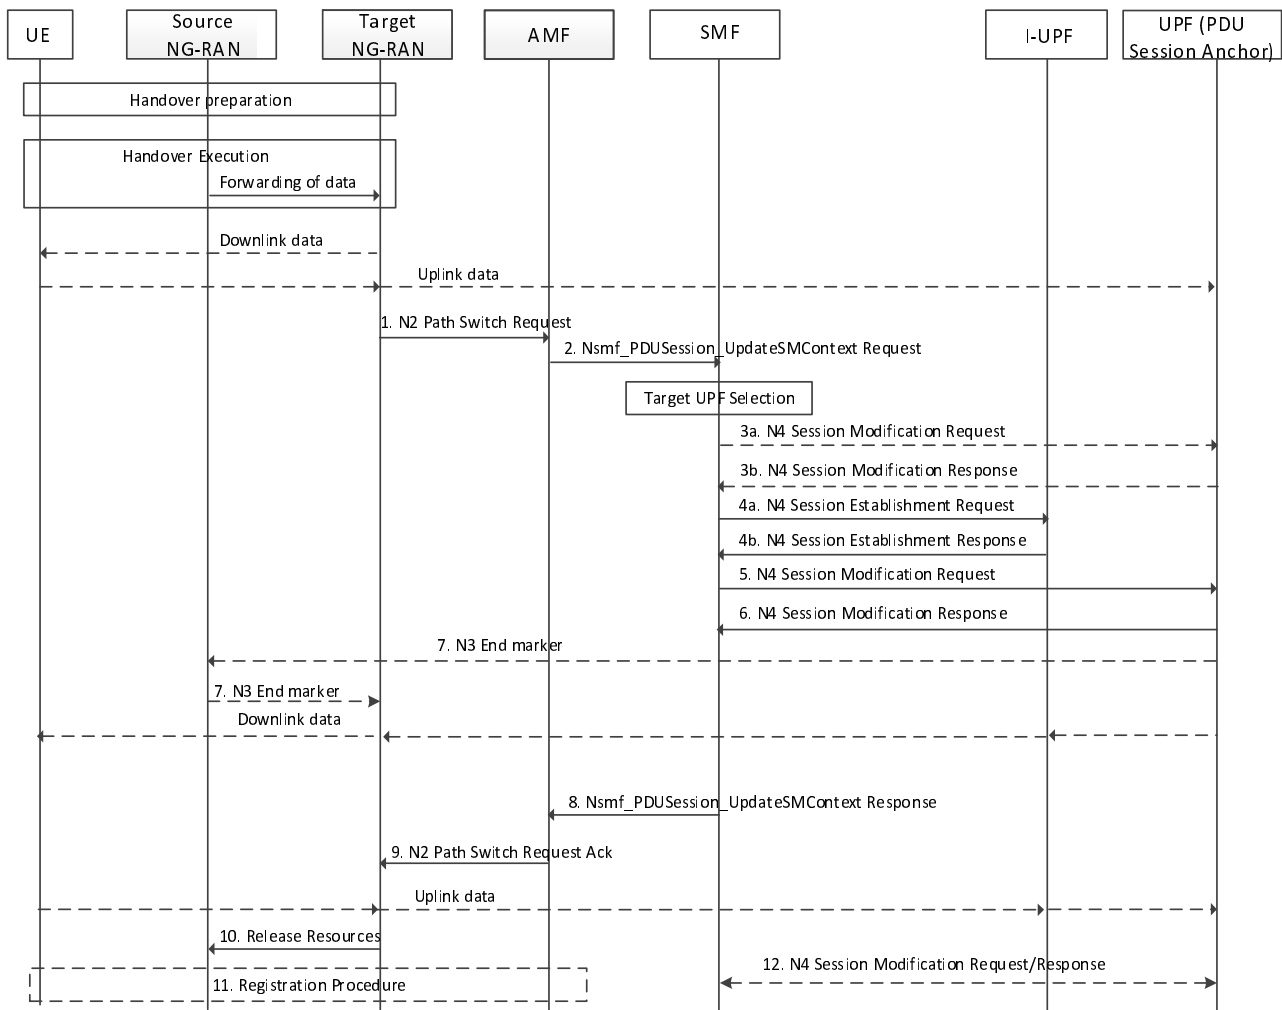 UE
Source
NG-RAN
Target
NG-RAN
AMF
SMF
I-UPF
UPF (PDU
Session Anchor)
Handover preparation
Handover Execution
Forwarding of data
Downlink data
Uplink data
1. N2 Path Switch Request
2. Nsmf_PDUSession_UpdateSMContext Request
Target UPF Selection
3a. N4 Session Modification Request
3b. N4 Session Modification Response
4a. N4 Session Establishment Request
4b. N4 Session Establishment Response
5. N4 Session Modification Request
6. N4 Session Modification Response
7. N3 End marker
7. N3 End marker
Downlink data
8. Nsmf_PDUSession_UpdateSMContext Response
9. N2 Path Switch Request Ack
Uplink data
10. Release Resources
12. N4 Session Modification Request/Response
11. Registration Procedure